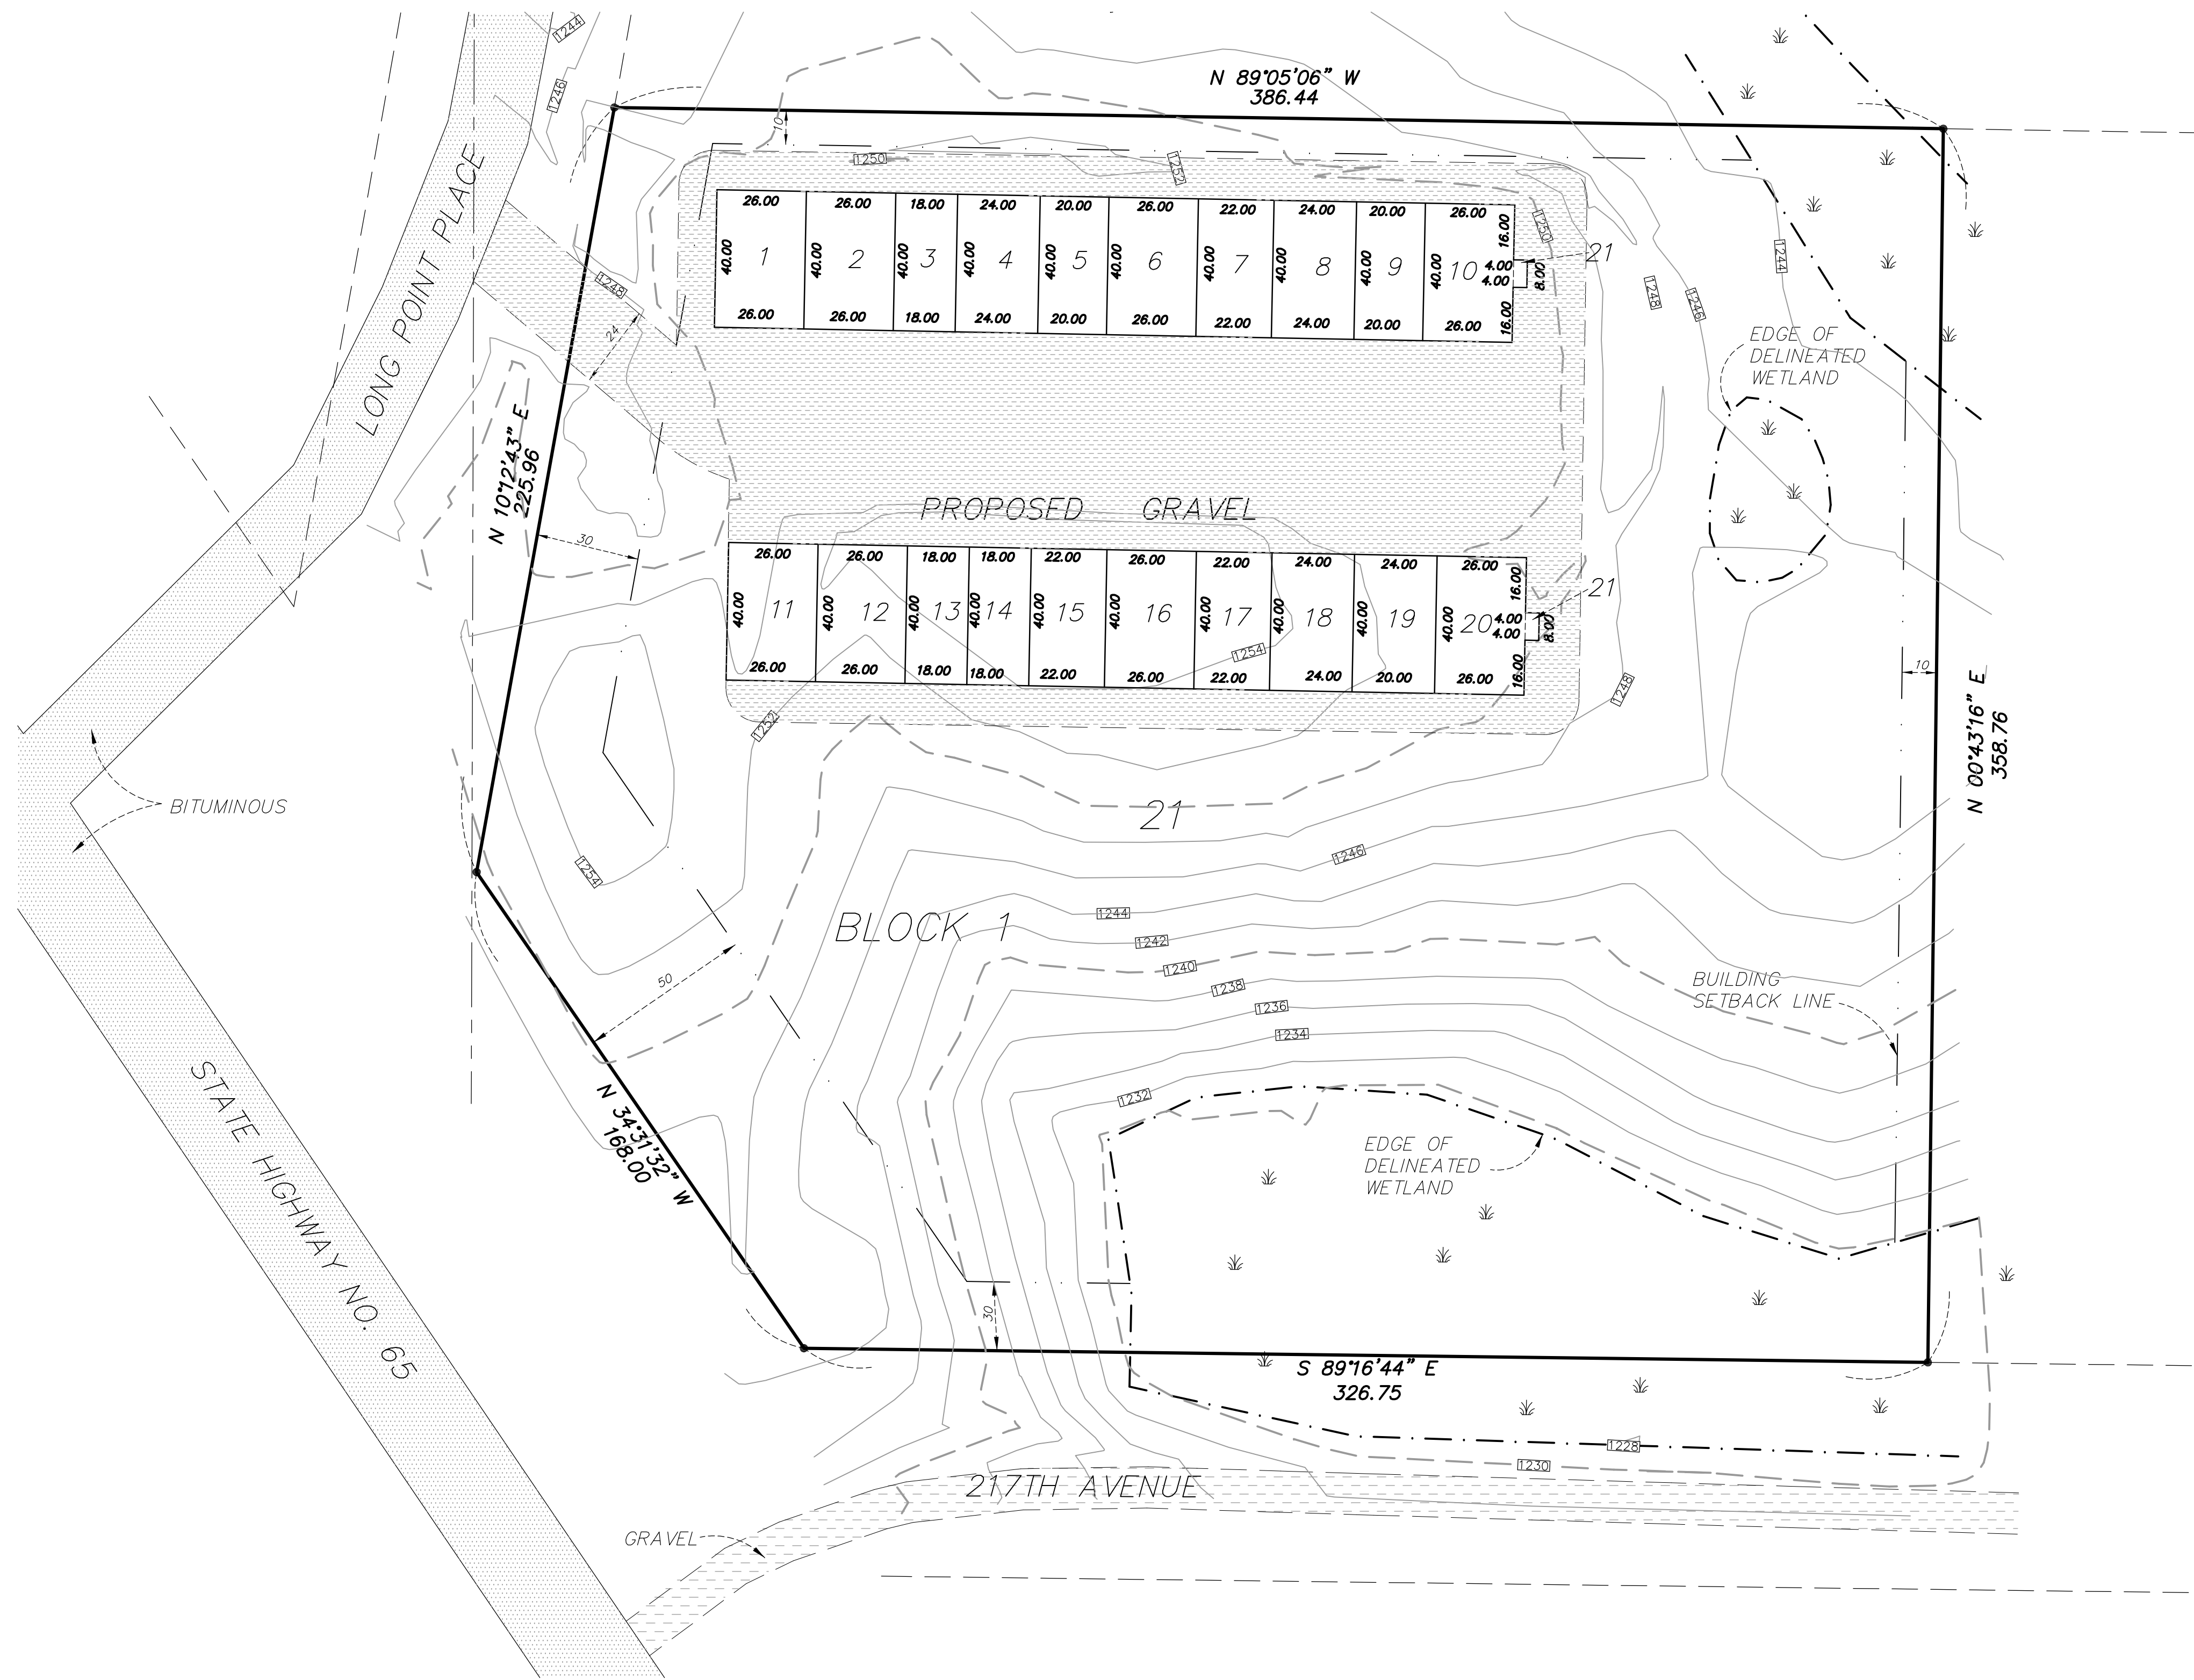 1244
1246
N 89°05'06" W
386.44
10
1250
1252
LONG POINT PLACE
26.00 26.00 18.00 24.00 20.00 26.00 22.00 24.00 20.00 26.00
16.00
1250
40.00 1 40.00 2 40.00 3 40.00 4 40.00 5 40.00 6 40.00 7 40.00 8 40.00 9 40.00 10
4.00
4.00
8.00
21
26.00 26.00 18.00 24.00 20.00 26.00 22.00 24.00 20.00 26.00
16.00
1244
1248
1248
1246
24
EDGE OF
DELINEATED
WETLAND
N 10°12'43" E
225.96
30
PROPOSED GRAVEL
26.00 26.00 18.00 18.00 22.00 26.00 22.00 24.00 24.00 26.00
16.00
40.00 11 40.00 12 40.00 13 40.00 14 40.00 15 40.00 16 40.00 17 40.00 18 40.00 19 40.00 20
4.00
4.00
8.00
21
1254
26.00 26.00 18.00 18.00 22.00 26.00 22.00 24.00 20.00 26.00
16.00
1248
10
1252
N 00°43'16" E
358.76
BITUMINOUS
21
1254
1246
BLOCK 1
1244
1242
1240
1238
1236
1234
1232
50
BUILDING
SETBACK LINE
N 34°31'32" W
168.00
STATE HIGHWAY NO. 65
EDGE OF
DELINEATED
WETLAND
30
S 89°16'44" E
326.75
1228
1230
217TH AVENUE
GRAVEL